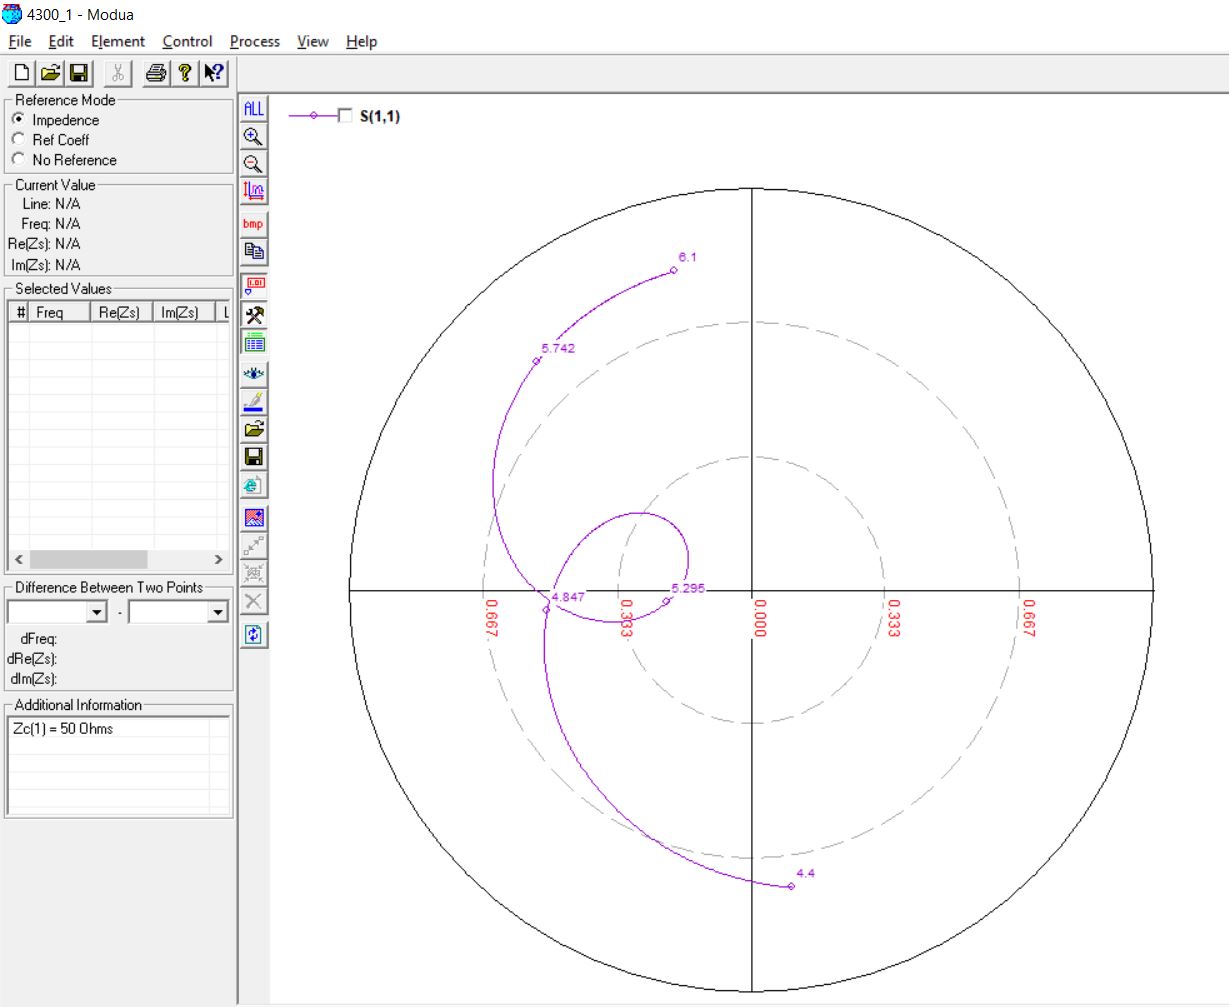 4300_1 - Modua
File Edit Element Control Process View Help
Reference Mode
Impedence
Ref Coeff
No Reference
Current Value
Line: N/A
Freq: N/A
Re(Zs): N/A
Im(Zs): N/A
Selected Values
# Freq Re(Zs) Im(Zs) L
Difference Between Two Points
-
dFreq:
dRe(Zs):
dIm(Zs):
Additional Information
Zc(1) = 50 Ohms
ALL
bmp
1.01
S(1,1)
6.1
5.742
4.847
5.295
0.667
0.333
0.000
0.333
0.667
4.4